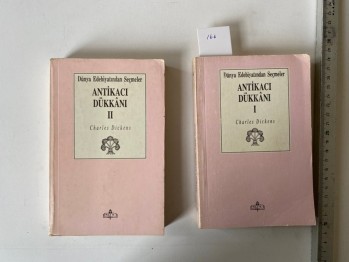 Dünya Edebiyatından Seçmeler
ANTİKACI
DÜKKÂNI
II
Charles Dickens
Dünya Edebiyatından Seçmeler
ANTİKACI
DÜKKÂNI
I
Charles Dickens